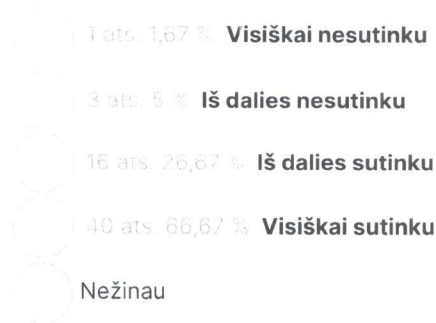 1 ats. 1,67 % Visiškai nesutinku
3 ats. 5 % Iš dalies nesutinku
16 ats. 26,67 % Iš dalies sutinku
40 ats. 66,67 % Visiškai sutinku
Nežinau